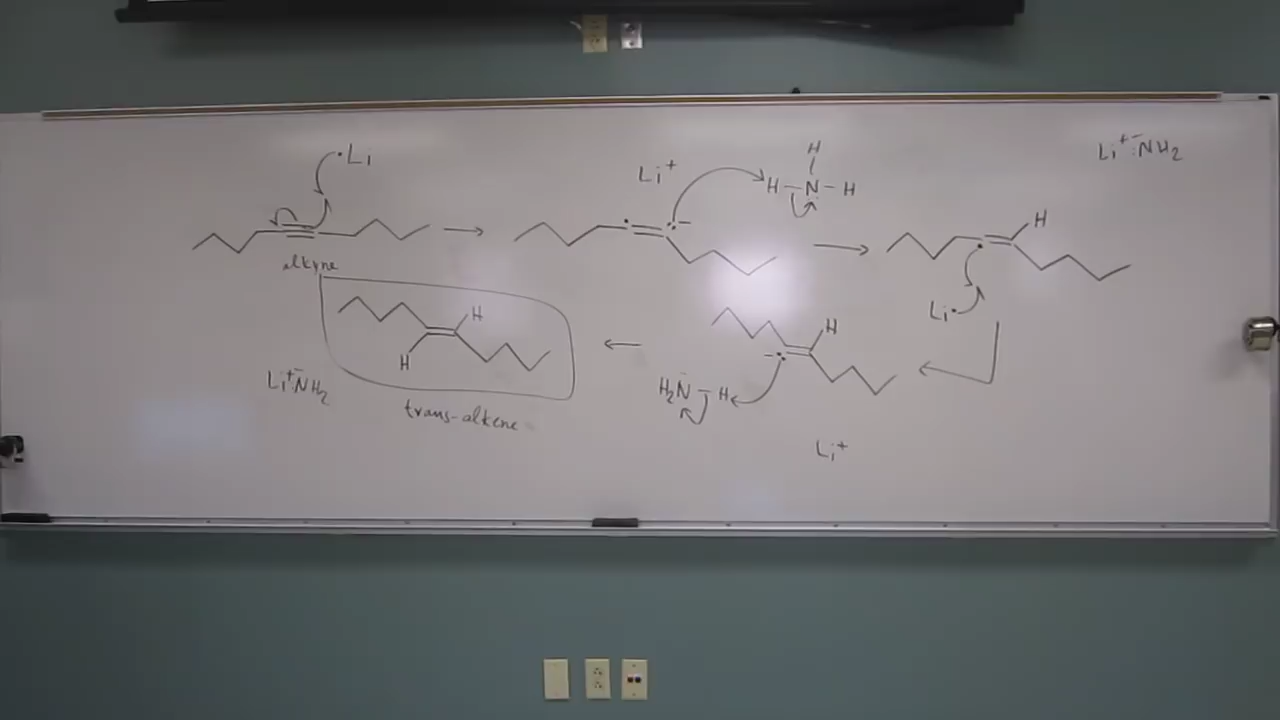 ·Li
alkyne
Li⁺
H
H–N–H
H
Li·
Li⁺ ⁻:NH₂
H
H₂N̈–H
Li⁺
H
H
trans-alkene
Li⁺ ⁻:NH₂